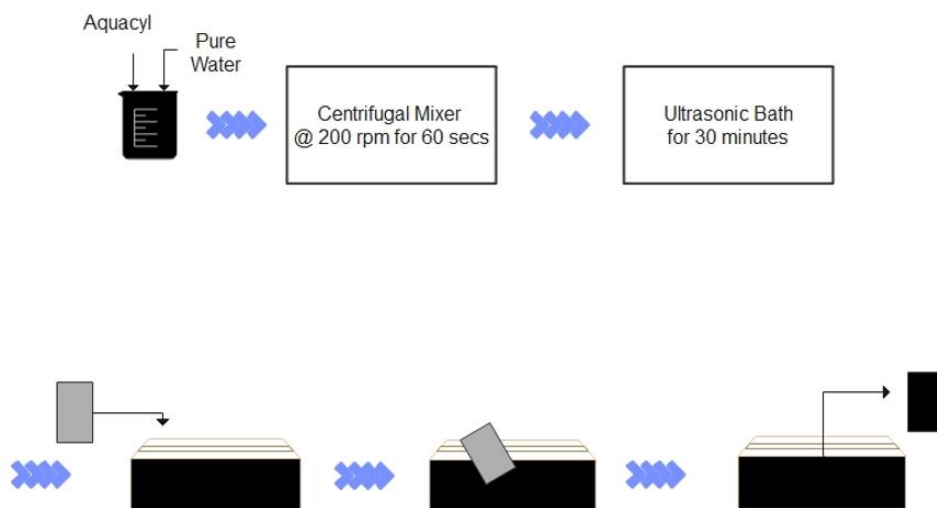 Aquacyl
Pure
Water
Centrifugal Mixer
@ 200 rpm for 60 secs
Ultrasonic Bath
for 30 minutes